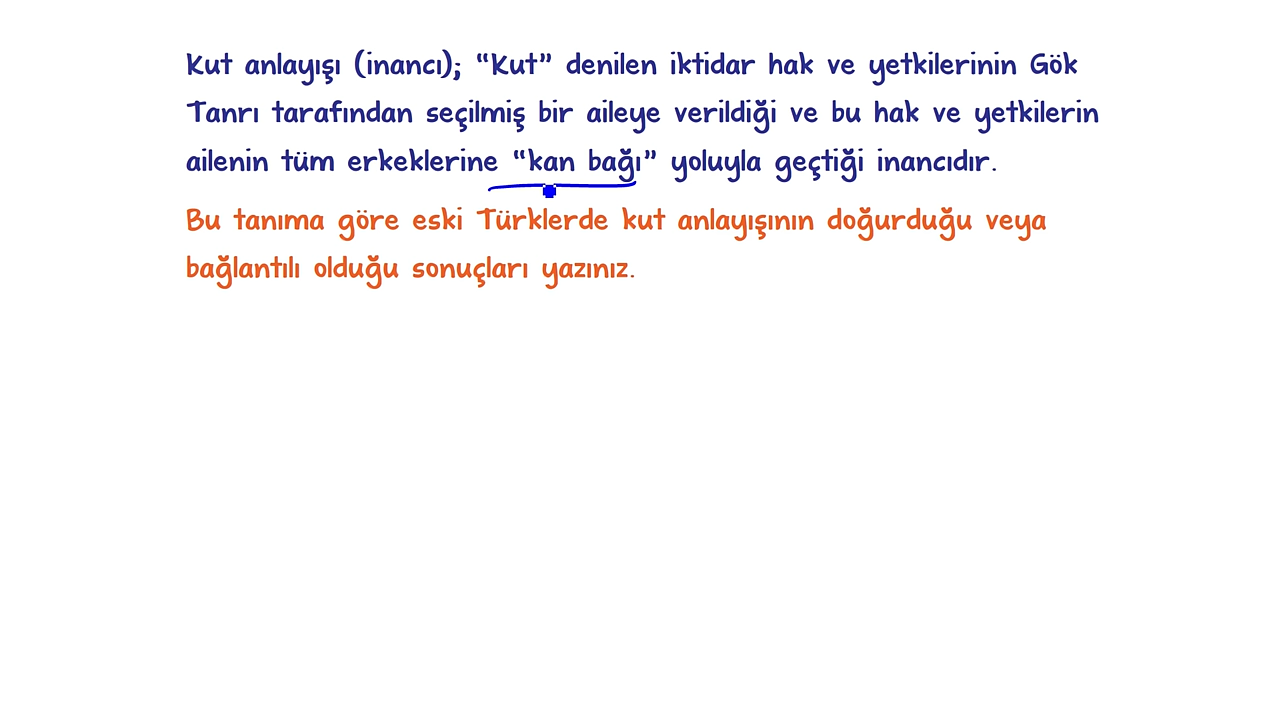 Kut anlayışı (inancı); “Kut” denilen iktidar hak ve yetkilerinin Gök
Tanrı tarafından seçilmiş bir aileye verildiği ve bu hak ve yetkilerin
ailenin tüm erkeklerine “kan bağı” yoluyla geçtiği inancıdır.
Bu tanıma göre eski Türklerde kut anlayışının doğurduğu veya
bağlantılı olduğu sonuçları yazınız.